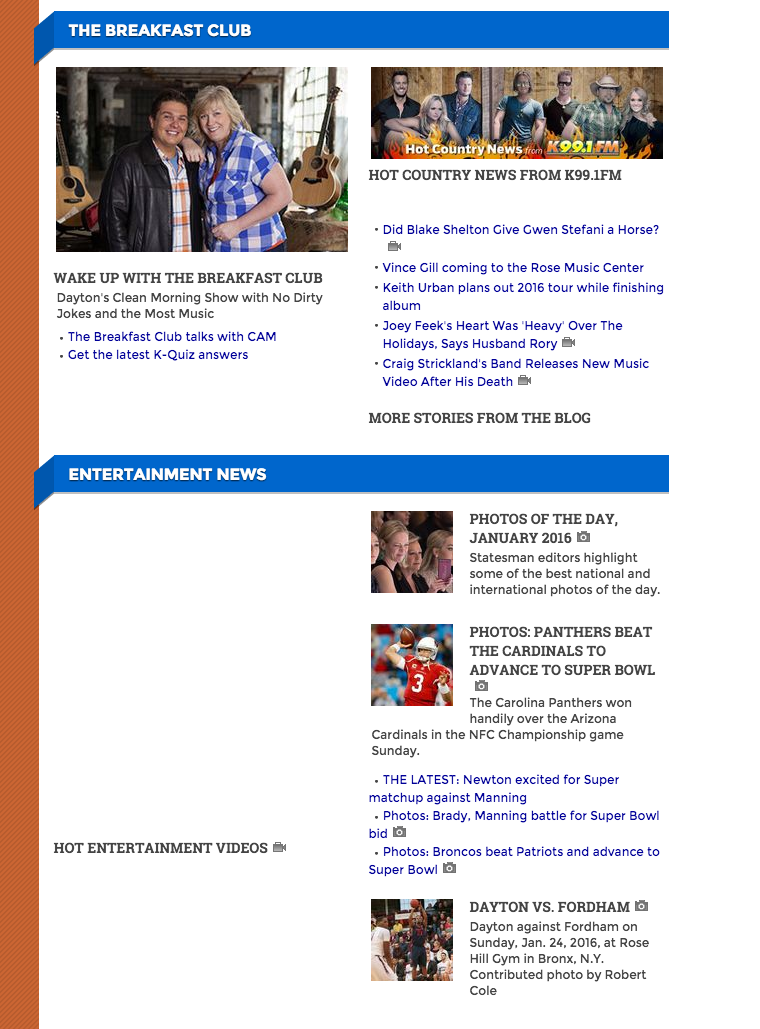 THE BREAKFAST CLUB
WAKE UP WITH THE BREAKFAST CLUB
Dayton's Clean Morning Show with No Dirty
Jokes and the Most Music
• The Breakfast Club talks with CAM
• Get the latest K-Quiz answers
Hot Country News from K99.1FM
HOT COUNTRY NEWS FROM K99.1FM
• Did Blake Shelton Give Gwen Stefani a Horse?
• Vince Gill coming to the Rose Music Center
• Keith Urban plans out 2016 tour while finishing
album
• Joey Feek's Heart Was 'Heavy' Over The
Holidays, Says Husband Rory
• Craig Strickland's Band Releases New Music
Video After His Death
MORE STORIES FROM THE BLOG
ENTERTAINMENT NEWS
HOT ENTERTAINMENT VIDEOS
PHOTOS OF THE DAY,
JANUARY 2016
Statesman editors highlight
some of the best national and
international photos of the day.
PHOTOS: PANTHERS BEAT
THE CARDINALS TO
ADVANCE TO SUPER BOWL
3
The Carolina Panthers won
handily over the Arizona
Cardinals in the NFC Championship game
Sunday.
• THE LATEST: Newton excited for Super
matchup against Manning
• Photos: Brady, Manning battle for Super Bowl
bid
• Photos: Broncos beat Patriots and advance to
Super Bowl
DAYTON VS. FORDHAM
Dayton against Fordham on
Sunday, Jan. 24, 2016, at Rose
Hill Gym in Bronx, N.Y.
Contributed photo by Robert
Cole